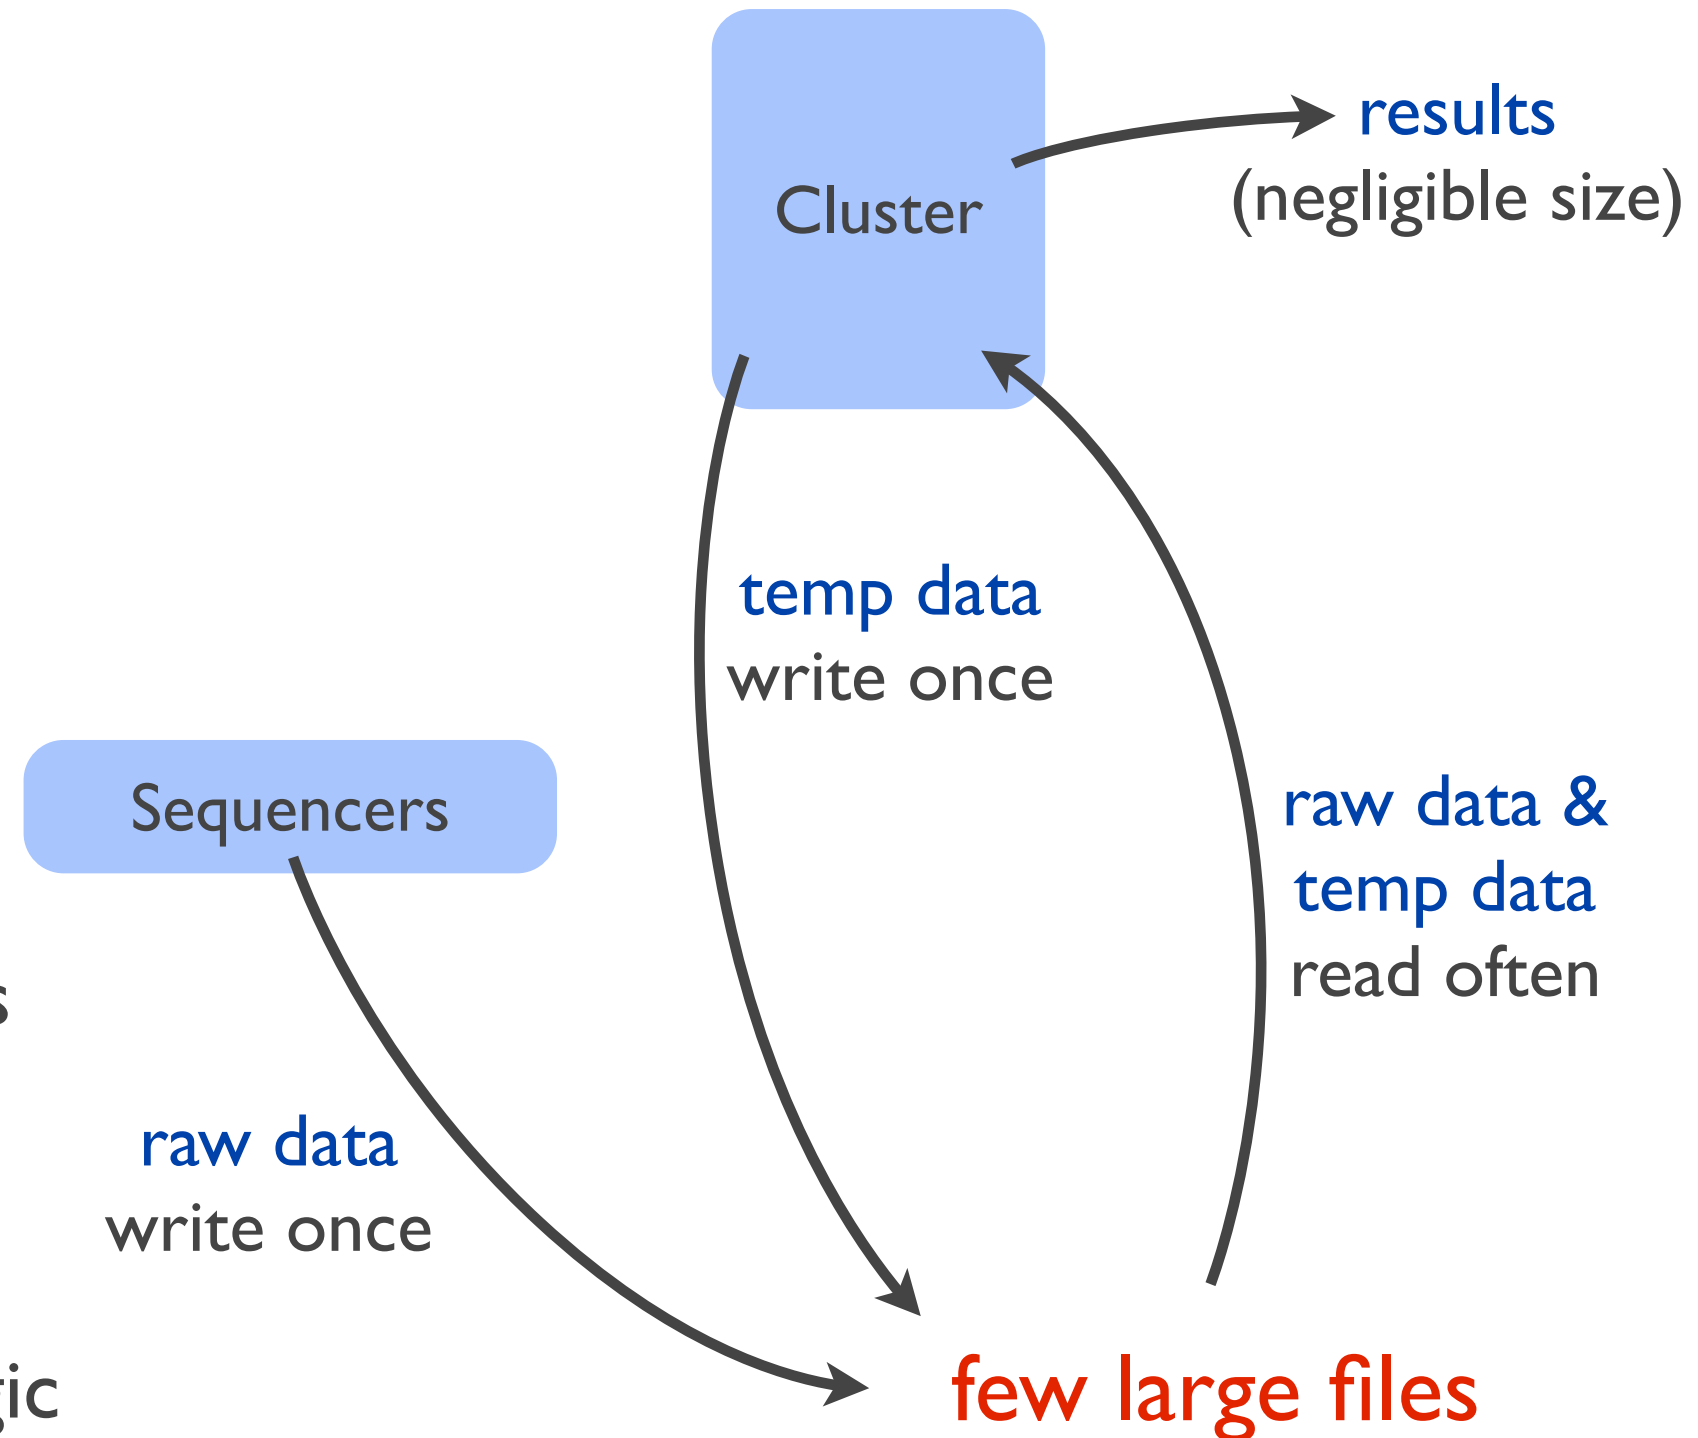 results
(negligible size)
Cluster
temp data
write once
Sequencers
raw data &
temp data
read often
raw data
write once
few large files